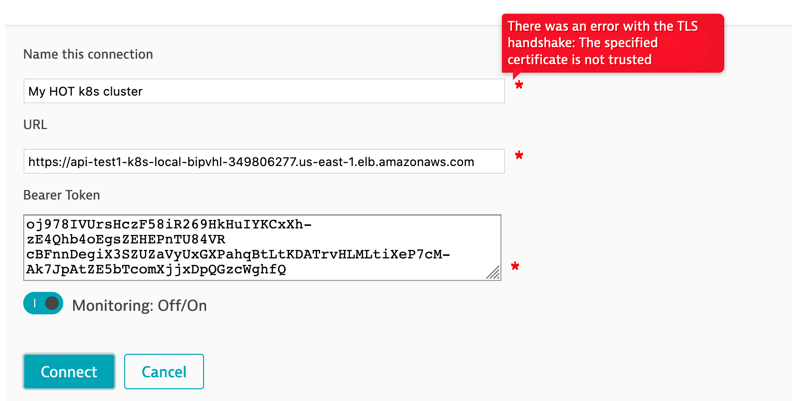 There was an error with the TLS
handshake: The specified
certificate is not trusted
Name this connection
My HOT k8s cluster
*
URL
https://api-test1-k8s-local-bipvhl-349806277.us-east-1.elb.amazonaws.com
*
Bearer Token
oj978IVUrsHczF58iR269HkHuIYKCxXh-
zE4Qhb4oEgsZEHEPnTU84VR
cBFnnDegiX3SZUZaVyUxGXPahqBtLtKDATrvHLMLtiXeP7cM-
Ak7JpAtZE5bTcomXjjxDpQGzcWghfQ
*
Monitoring: Off/On
Connect
Cancel